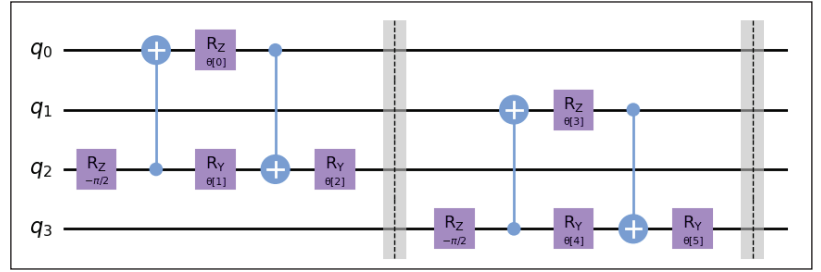 q0 RZ θ[0]
q1 RZ θ[3]
q2 RZ −π/2 RY θ[1] RY θ[2]
q3 RZ −π/2 RY θ[4] RY θ[5]